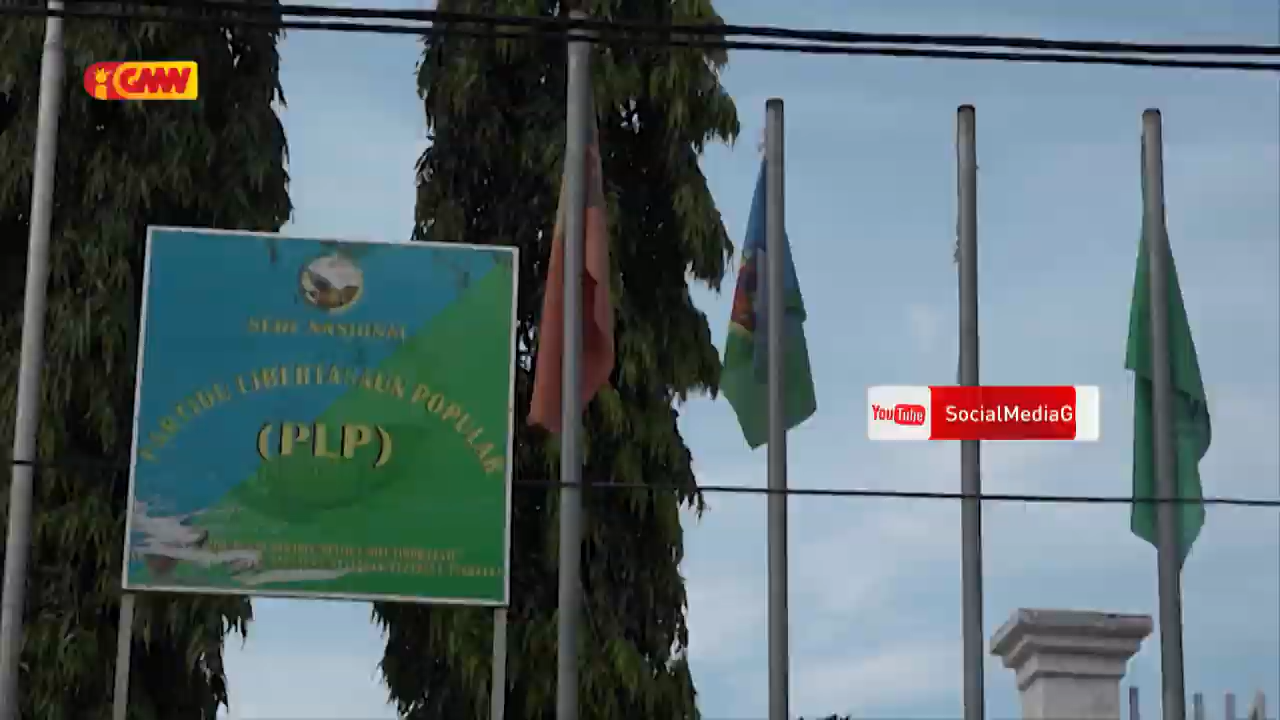 GMN
SEDE NASIONAL
PARTIDU LIBERTASAUN POPULAR
(PLP)
YouTube SocialMediaG